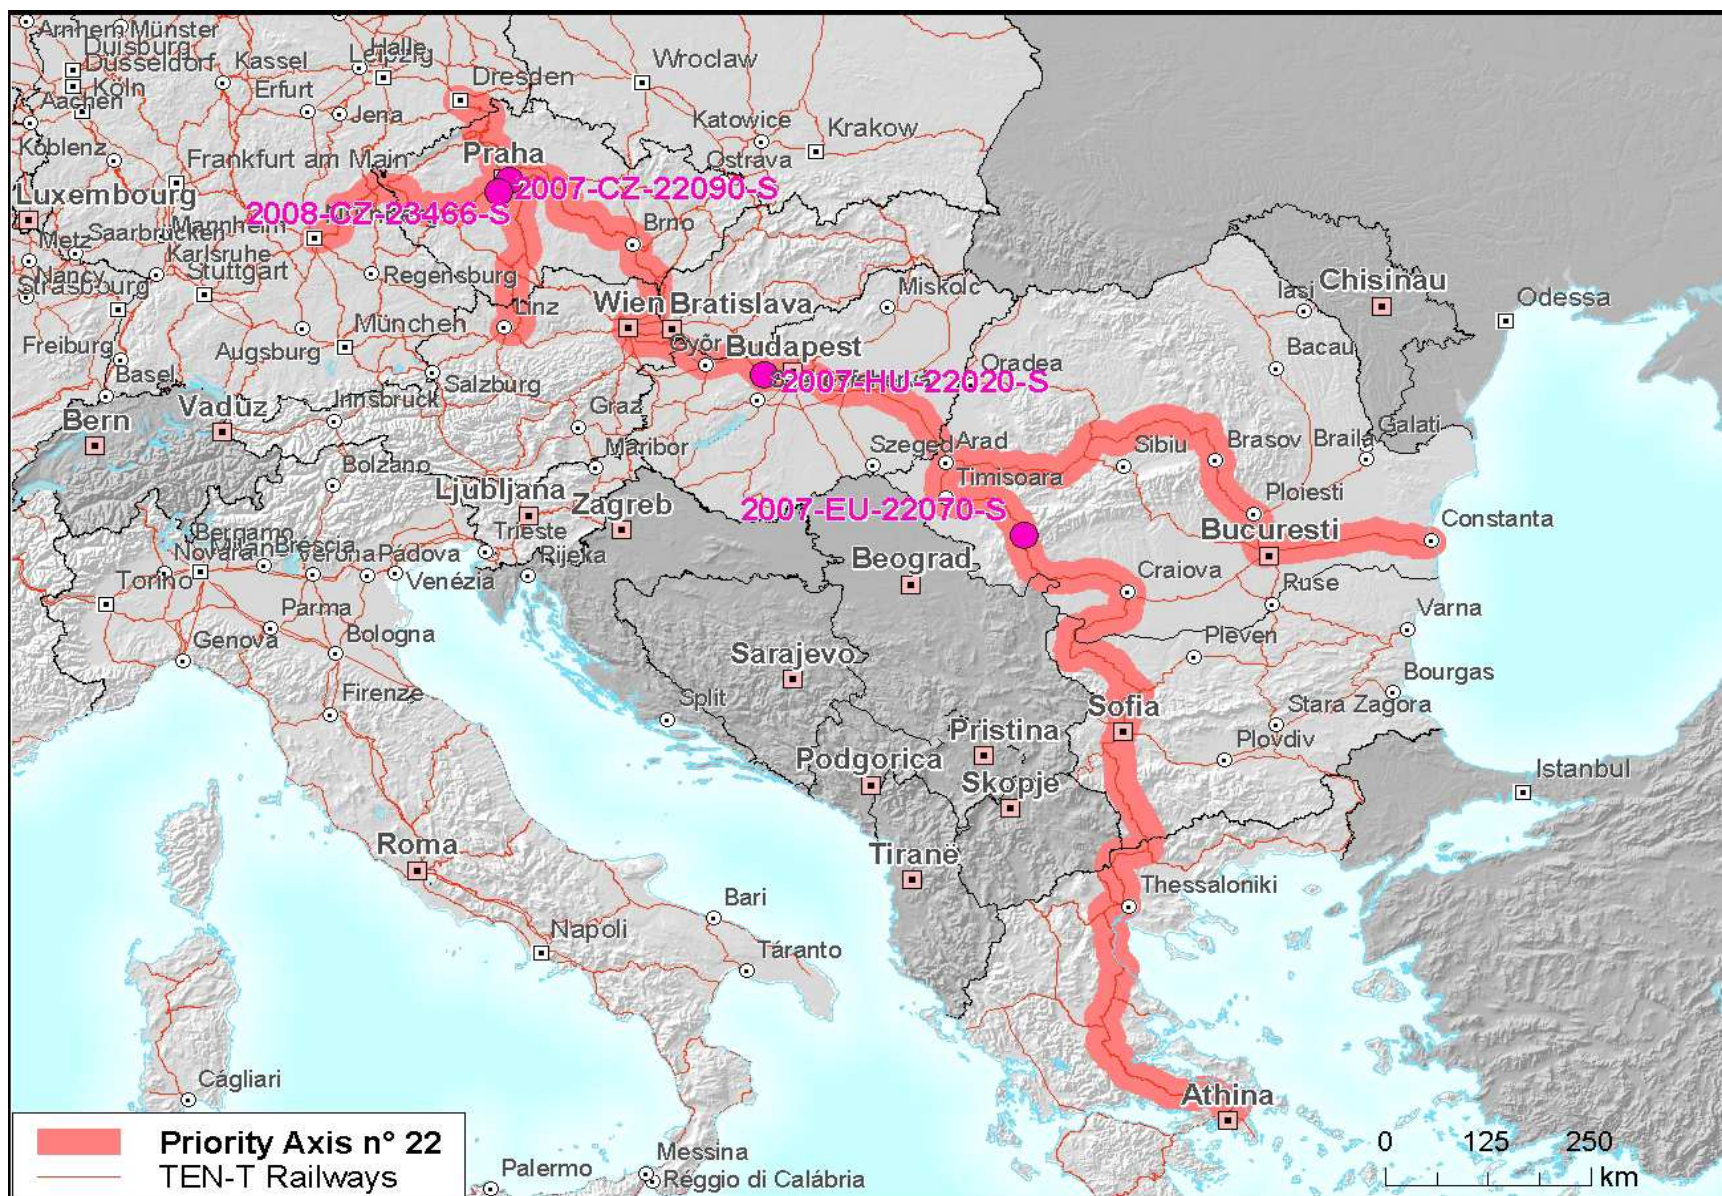 Arnhem
Münster
Duisburg
Düsseldorf
Köln
Aachen
Kassel
Halle
Leipzig
Dresden
Erfurt
Jena
Wroclaw
Katowice
Krakow
Ostrava
Koblenz
Frankfurt am Main
Praha
2007-CZ-22090-S
Luxembourg
2008-CZ-23466-S
Mannheim
Saarbrücken
Metz
Karlsruhe
Nancy
Stuttgart
Strasbourg
Regensburg
Brno
Linz
Wien
Bratislava
Miskolc
Iasi
Chisinau
Odessa
Freiburg
Augsburg
München
Győr
Budapest
Oradea
Bacau
Basel
Salzburg
2007-HU-22020-S
Bern
Vaduz
Innsbruck
Graz
Maribor
Szeged
Arad
Sibiu
Brasov
Braila
Galati
Bolzano
Timisoara
Ljubljana
Zagreb
2007-EU-22070-S
Ploiesti
Constanta
Bucuresti
Bergamo
Novara
Milano
Brescia
Verona
Pádova
Trieste
Rijeka
Torino
Venézia
Beograd
Craiova
Ruse
Varna
Parma
Genova
Bologna
Pleven
Sarajevo
Bourgas
Firenze
Split
Sofia
Stara Zagora
Pristina
Plovdiv
Podgorica
Skopje
Istanbul
Roma
Tiranë
Thessaloniki
Bari
Napoli
Táranto
Cágliari
Athina
Messina
Palermo
Réggio di Calábria
Priority Axis n° 22
TEN-T Railways
0 125 250
km